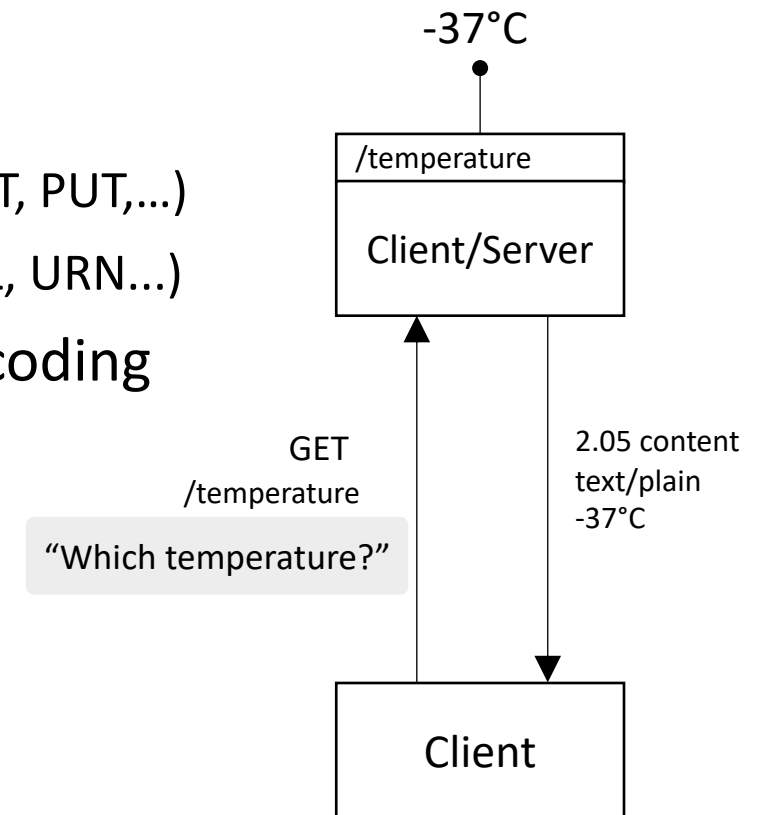 -37°C
/temperature
T, PUT,...)
Client/Server
, URN...)
coding
GET
/temperature
“Which temperature?”
2.05 content
text/plain
-37°C
Client